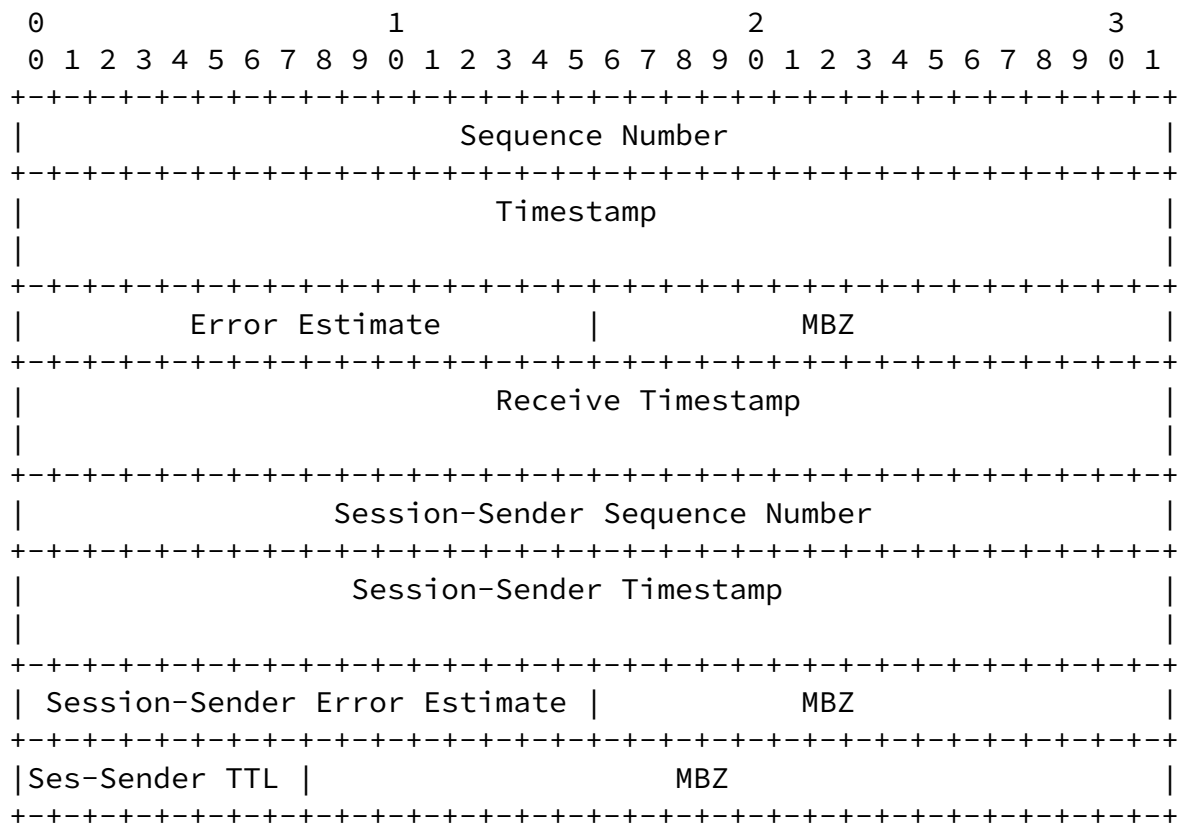 0                   1                   2                   3
 0 1 2 3 4 5 6 7 8 9 0 1 2 3 4 5 6 7 8 9 0 1 2 3 4 5 6 7 8 9 0 1
+-+-+-+-+-+-+-+-+-+-+-+-+-+-+-+-+-+-+-+-+-+-+-+-+-+-+-+-+-+-+-+-+
|                        Sequence Number                        |
+-+-+-+-+-+-+-+-+-+-+-+-+-+-+-+-+-+-+-+-+-+-+-+-+-+-+-+-+-+-+-+-+
|                          Timestamp                            |
|                                                               |
+-+-+-+-+-+-+-+-+-+-+-+-+-+-+-+-+-+-+-+-+-+-+-+-+-+-+-+-+-+-+-+-+
|         Error Estimate        |           MBZ                 |
+-+-+-+-+-+-+-+-+-+-+-+-+-+-+-+-+-+-+-+-+-+-+-+-+-+-+-+-+-+-+-+-+
|                          Receive Timestamp                    |
|                                                               |
+-+-+-+-+-+-+-+-+-+-+-+-+-+-+-+-+-+-+-+-+-+-+-+-+-+-+-+-+-+-+-+-+
|                 Session-Sender Sequence Number                |
+-+-+-+-+-+-+-+-+-+-+-+-+-+-+-+-+-+-+-+-+-+-+-+-+-+-+-+-+-+-+-+-+
|                  Session-Sender Timestamp                     |
|                                                               |
+-+-+-+-+-+-+-+-+-+-+-+-+-+-+-+-+-+-+-+-+-+-+-+-+-+-+-+-+-+-+-+-+
| Session-Sender Error Estimate |           MBZ                 |
+-+-+-+-+-+-+-+-+-+-+-+-+-+-+-+-+-+-+-+-+-+-+-+-+-+-+-+-+-+-+-+-+
|Ses-Sender TTL |                    MBZ                        |
+-+-+-+-+-+-+-+-+-+-+-+-+-+-+-+-+-+-+-+-+-+-+-+-+-+-+-+-+-+-+-+-+